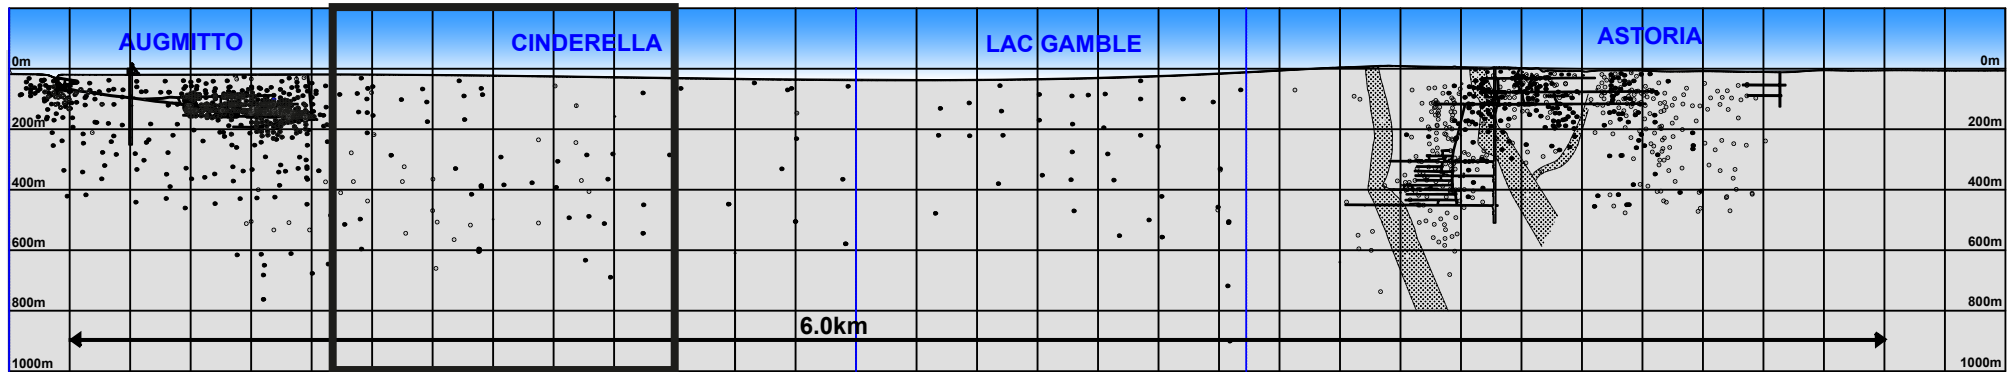 AUGMITTO CINDERELLA LAC GAMBLE ASTORIA
0m 0m
200m 200m
400m 400m
600m 600m
800m 800m
6.0km
1000m 1000m